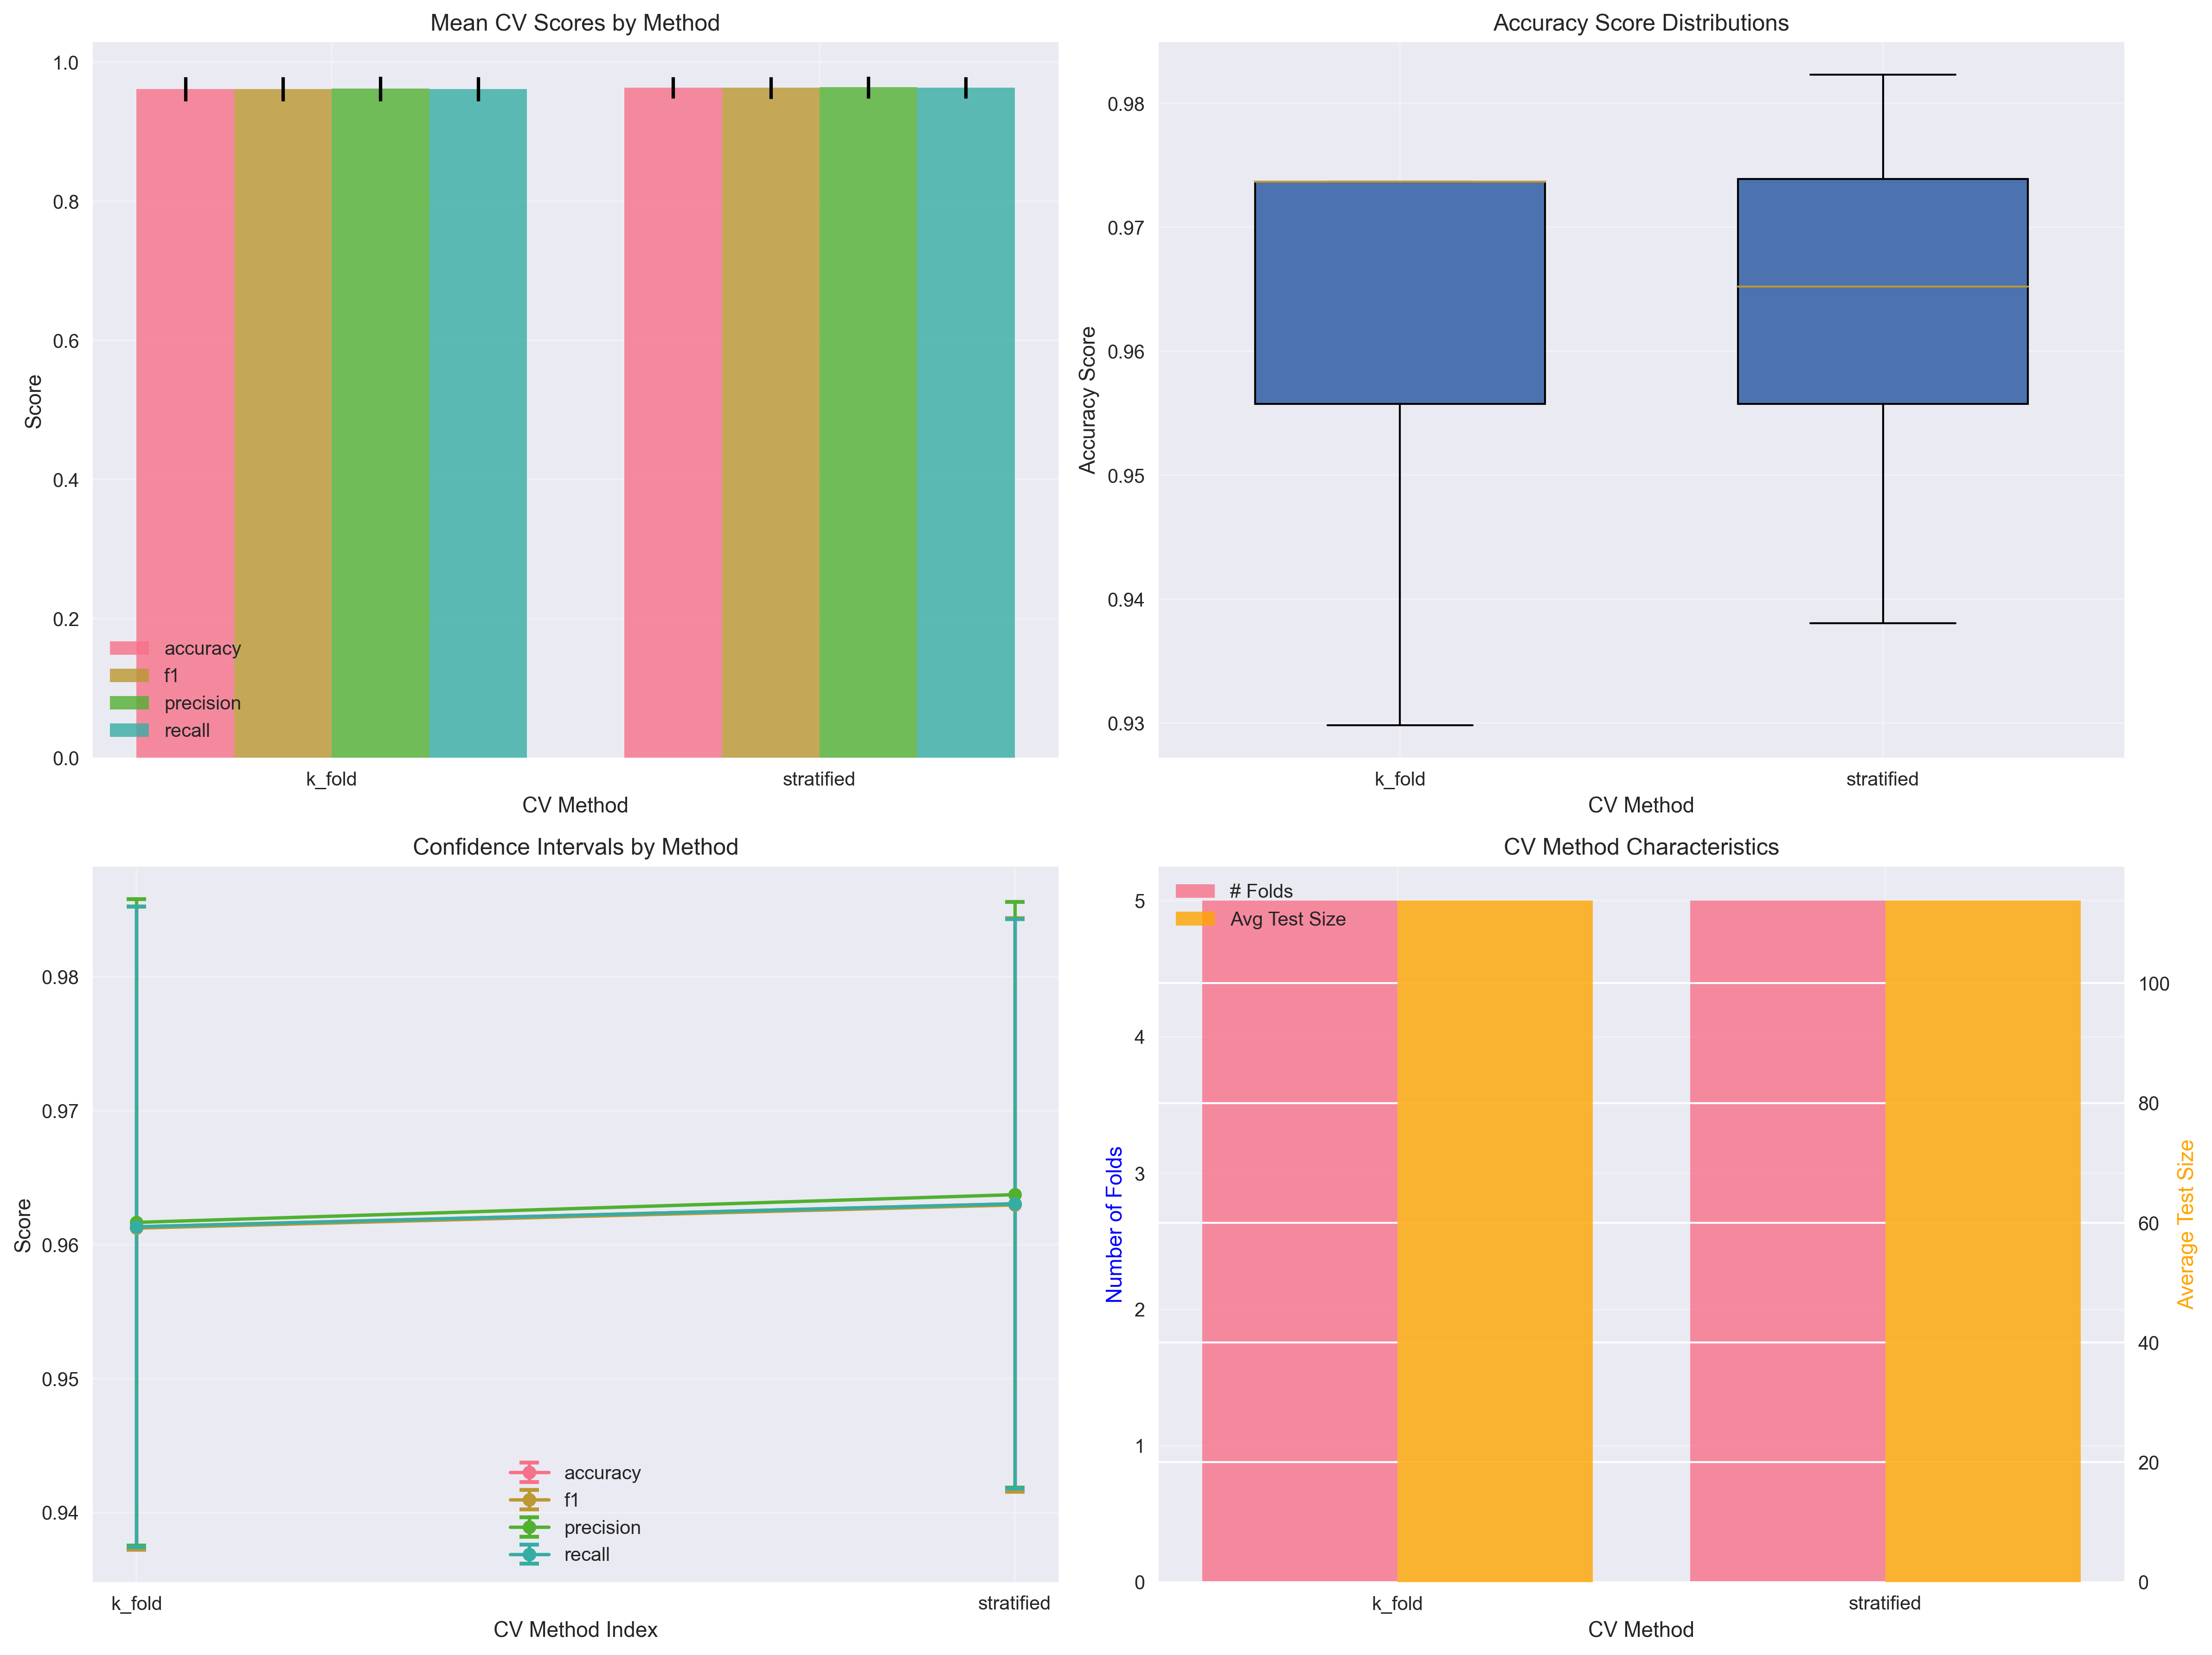 Mean CV Scores by Method
1.0
0.8
0.6
0.4
0.2
0.0
Score
accuracy
f1
precision
recall
k_fold
stratified
CV Method
Accuracy Score Distributions
0.98
0.97
0.96
0.95
0.94
0.93
Accuracy Score
k_fold
stratified
CV Method
Confidence Intervals by Method
0.98
0.97
0.96
0.95
0.94
Score
accuracy
f1
precision
recall
k_fold
stratified
CV Method Index
CV Method Characteristics
# Folds
Avg Test Size
5
4
3
2
1
0
Number of Folds
100
80
60
40
20
0
Average Test Size
k_fold
stratified
CV Method